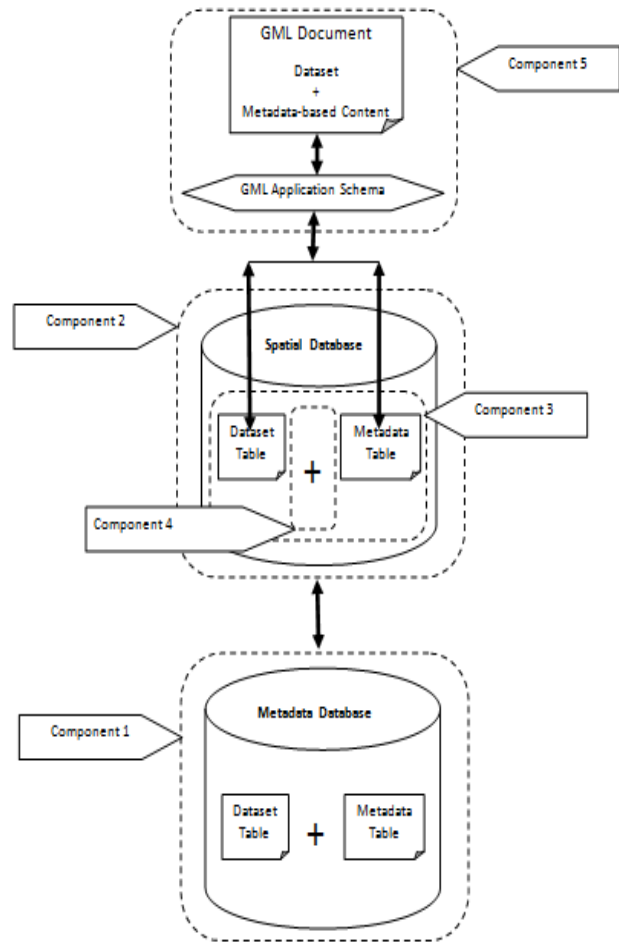 GML Document
Dataset
+
Metadata-based Content
Component 5
GML Application Schema
Component 2
Spatial Database
Component 3
Dataset
Table
+
Metadata
Table
Component 4
Metadata Database
Component 1
Dataset
Table
+
Metadata
Table